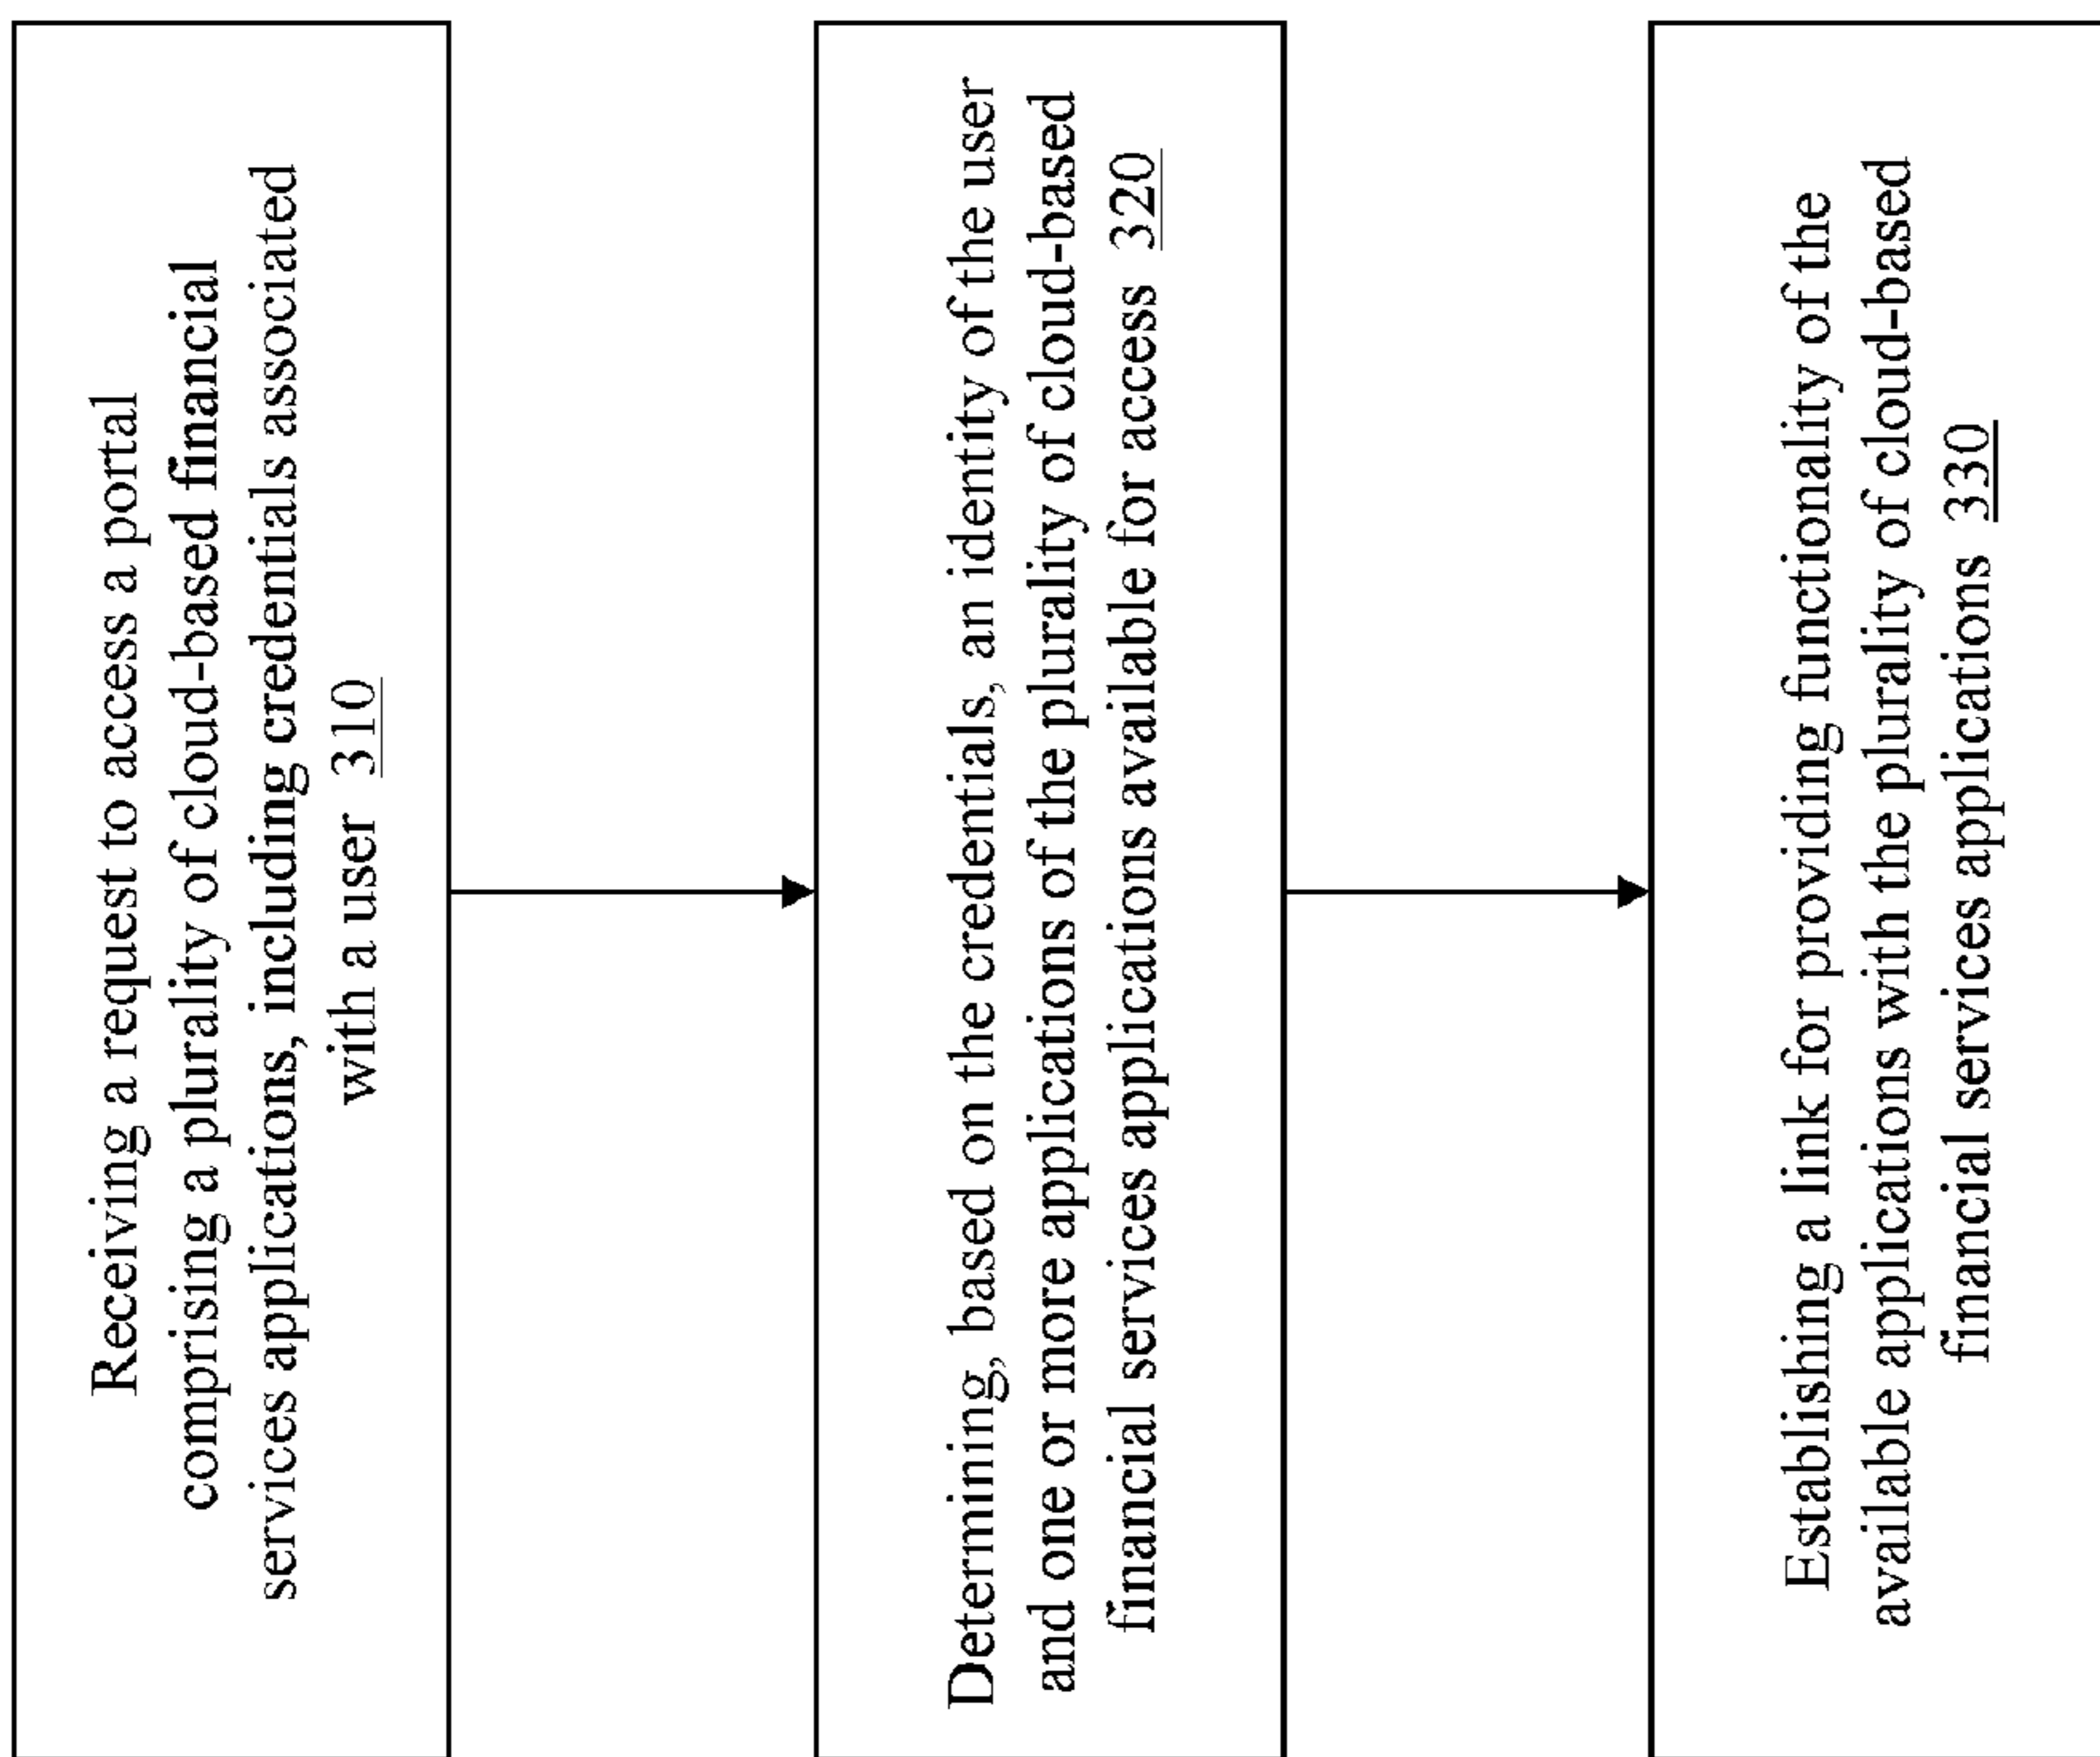 Receiving a request to access a portal
comprising a plurality of cloud-based financial
services applications, including credentials associated
with a user 310
Determining, based on the credentials, an identity of the user
and one or more applications of the plurality of cloud-based
financial services applications available for access 320
Establishing a link for providing functionality of the
available applications with the plurality of cloud-based
financial services applications 330